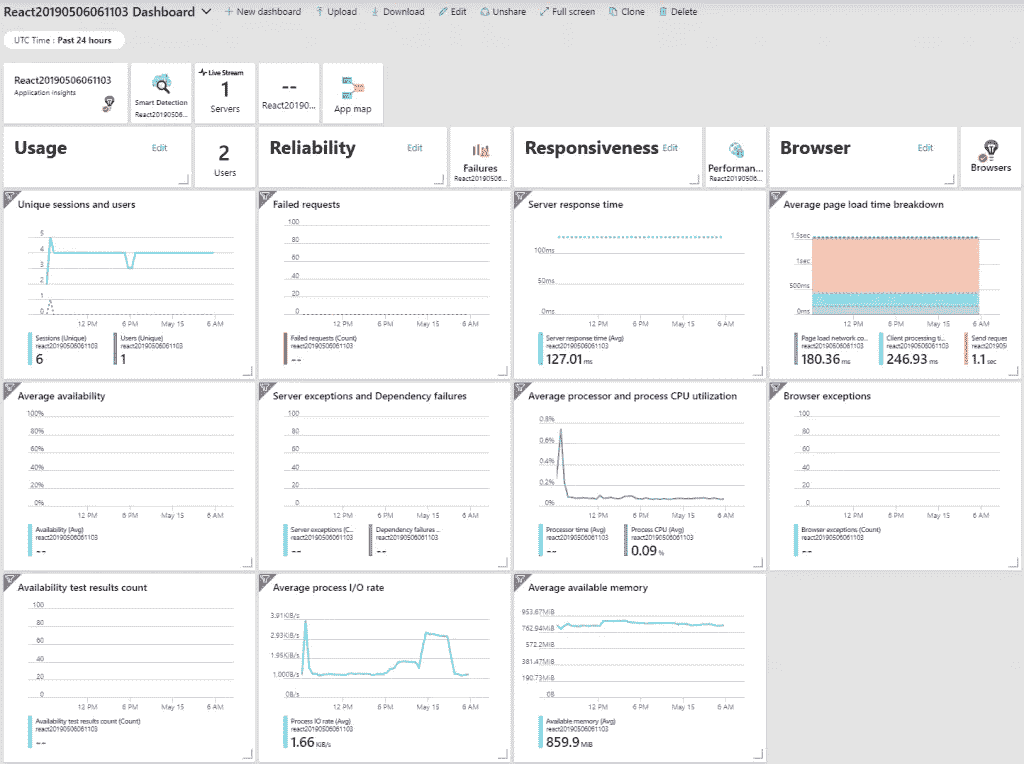 React20190506061103 Dashboard
New dashboard
Upload
Download
Edit
Unshare
Full screen
Clone
Delete
UTC Time : Past 24 hours
React20190506061103
Application Insights
Smart Detection
React20190506...
Live Stream
1
Servers
--
React20190...
App map
Usage
Edit
2
Users
Reliability
Edit
Failures
React20190506...
Responsiveness
Edit
Performan...
React20190506...
Browser
Edit
Browsers
Unique sessions and users
5
4
3
2
1
0
12 PM
6 PM
May 15
6 AM
Sessions (Unique)
react20190506061103
6
Users (Unique)
react20190506061103
1
Failed requests
100
80
60
40
20
0
12 PM
6 PM
May 15
6 AM
Failed requests (Count)
react20190506061103
--
Server response time
100ms
50ms
0ms
12 PM
6 PM
May 15
6 AM
Server response time (Avg)
react20190506061103
127.01 ms
Average page load time breakdown
1.5sec
1sec
500ms
0ms
12 PM
6 PM
May 15
6 AM
Page load network co...
react20190506061103
180.36 ms
Client processing ti...
react20190506061103
246.93 ms
Send reques
react201905
1.1 sec
Average availability
100%
80%
60%
40%
20%
0%
12 PM
6 PM
May 15
6 AM
Availability (Avg)
react20190506061103
--
Server exceptions and Dependency failures
100
80
60
40
20
0
12 PM
6 PM
May 15
6 AM
Server exceptions (C...
react20190506061103
--
Dependency failures...
react20190506061103
--
Average processor and process CPU utilization
0.8%
0.6%
0.4%
0.2%
0%
12 PM
6 PM
May 15
6 AM
Processor time (Avg)
react20190506061103
--
Process CPU (Avg)
react20190506061103
0.09 %
Browser exceptions
100
80
60
40
20
0
12 PM
6 PM
May 15
6 AM
Browser exceptions (Count)
react20190506061103
--
Availability test results count
100
80
60
40
20
0
12 PM
6 PM
May 15
6 AM
Availability test results count (Count)
react20190506061103
--
Average process I/O rate
3.91KiB/s
2.93KiB/s
1.95KiB/s
1,000B/s
0B/s
12 PM
6 PM
May 15
6 AM
Process IO rate (Avg)
react20190506061103
1.66 KiB/s
Average available memory
953.67MiB
762.94MiB
572.2MiB
381.47MiB
190.73MiB
0B
12 PM
6 PM
May 15
6 AM
Available memory (Avg)
react20190506061103
859.9 MiB